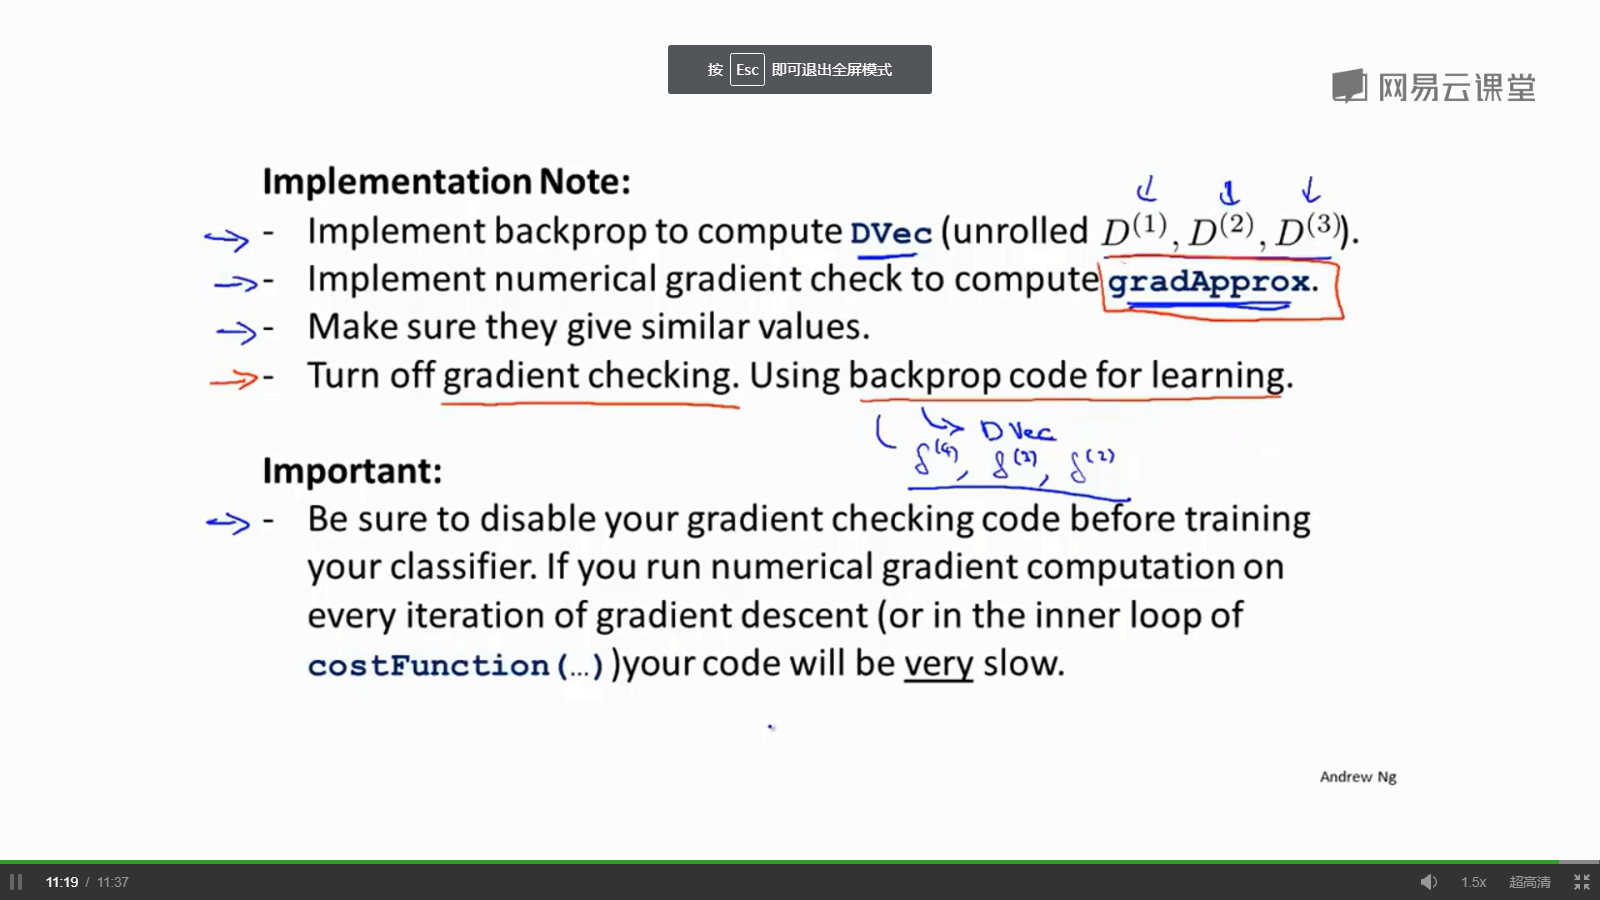 按 Esc 即可退出全屏模式
网易云课堂
Implementation Note:
- Implement backprop to compute DVec (unrolled D^(1), D^(2), D^(3)).
- Implement numerical gradient check to compute gradApprox.
- Make sure they give similar values.
- Turn off gradient checking. Using backprop code for learning.
DVec
δ^(4), δ^(3), δ^(2)
Important:
- Be sure to disable your gradient checking code before training
your classifier. If you run numerical gradient computation on
every iteration of gradient descent (or in the inner loop of
costFunction(…))your code will be very slow.
Andrew Ng
11:19 / 11:37
1.5x 超高清